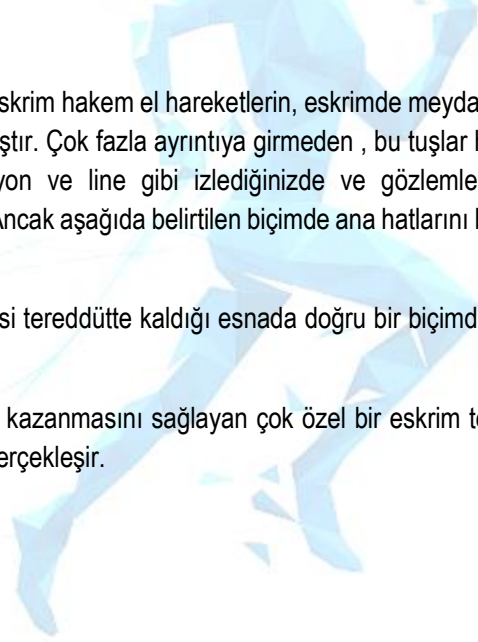 skrim hakem el hareketlerin, eskrimde meyda
ştır. Çok fazla ayrıntıya girmeden , bu tuşlar
yon ve line gibi izlediğinizde ve gözlemle
Ancak aşağıda belirtilen biçimde ana hatlarını
si tereddütte kaldığı esnada doğru bir biçimd
kazanmasını sağlayan çok özel bir eskrim
erçekleşir.